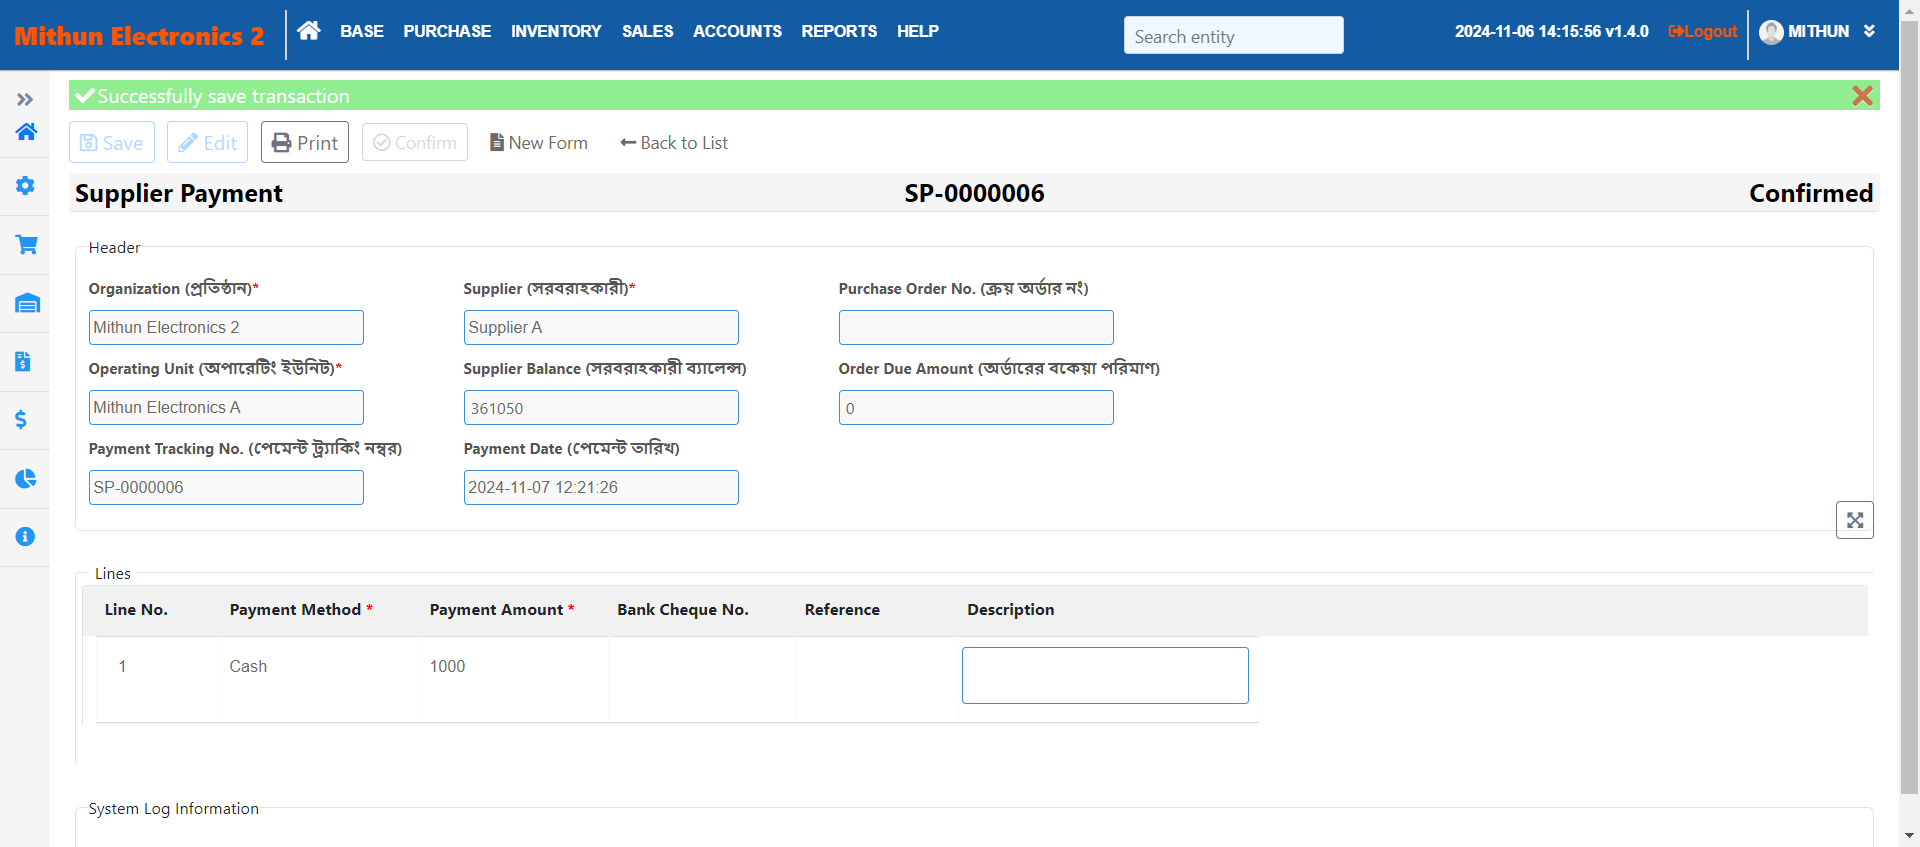 Mithun Electronics 2 BASE PURCHASE INVENTORY SALES ACCOUNTS REPORTS HELP Search entity 2024-11-06 14:15:56 v1.4.0 Logout MITHUN
Successfully save transaction
Save Edit Print Confirm New Form Back to List
Supplier Payment SP-0000006 Confirmed
Header
Organization (প্রতিষ্ঠান)* Supplier (সরবরাহকারী)* Purchase Order No. (ক্রয় অর্ডার নং)
Mithun Electronics 2 Supplier A
Operating Unit (অপারেটিং ইউনিট)* Supplier Balance (সরবরাহকারী ব্যালেন্স) Order Due Amount (অর্ডারের বকেয়া পরিমাণ)
Mithun Electronics A 361050 0
Payment Tracking No. (পেমেন্ট ট্র্যাকিং নম্বর) Payment Date (পেমেন্ট তারিখ)
SP-0000006 2024-11-07 12:21:26
Lines
Line No. Payment Method * Payment Amount * Bank Cheque No. Reference Description
1 Cash 1000
System Log Information